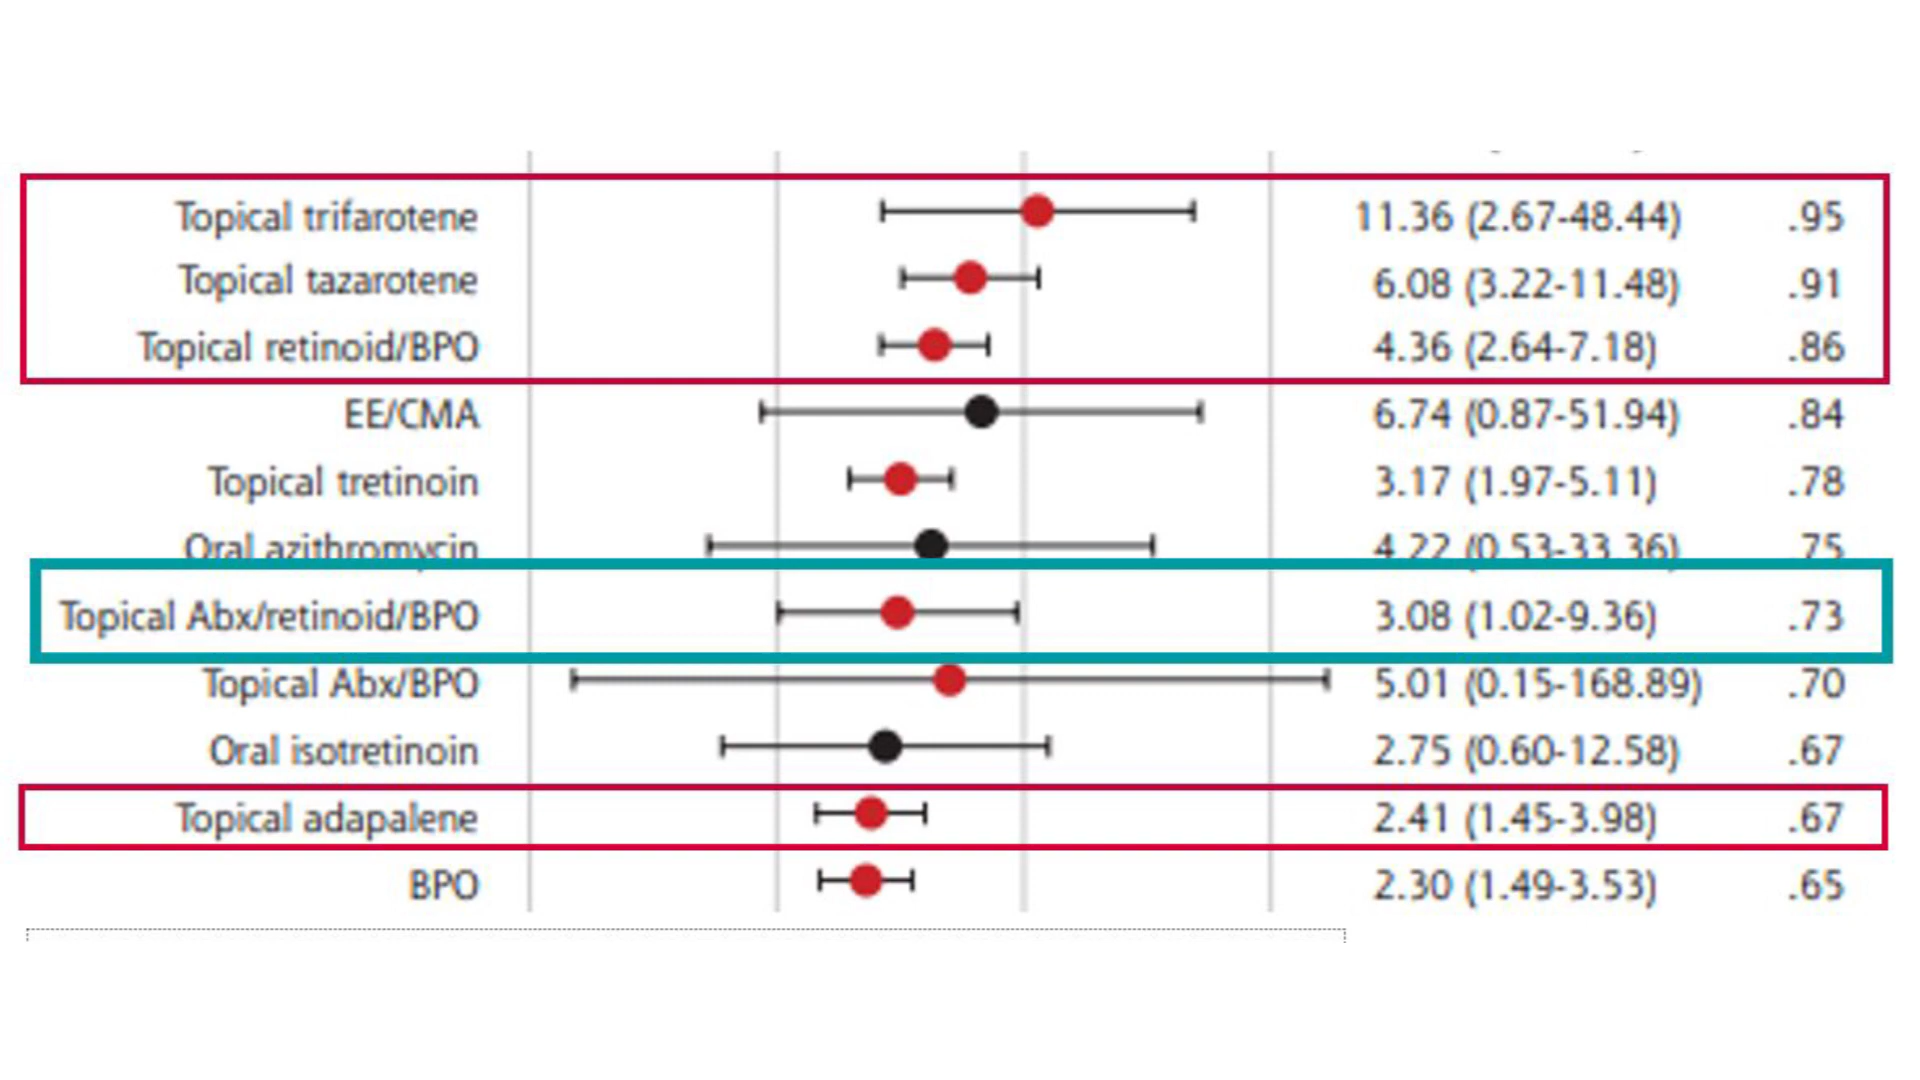 Topical trifarotene 11.36 (2.67-48.44) .95
Topical tazarotene 6.08 (3.22-11.48) .91
Topical retinoid/BPO 4.36 (2.64-7.18) .86
EE/CMA 6.74 (0.87-51.94) .84
Topical tretinoin 3.17 (1.97-5.11) .78
Oral azithromycin 4.22 (0.53-33.36) .75
Topical Abx/retinoid/BPO 3.08 (1.02-9.36) .73
Topical Abx/BPO 5.01 (0.15-168.89) .70
Oral isotretinoin 2.75 (0.60-12.58) .67
Topical adapalene 2.41 (1.45-3.98) .67
BPO 2.30 (1.49-3.53) .65